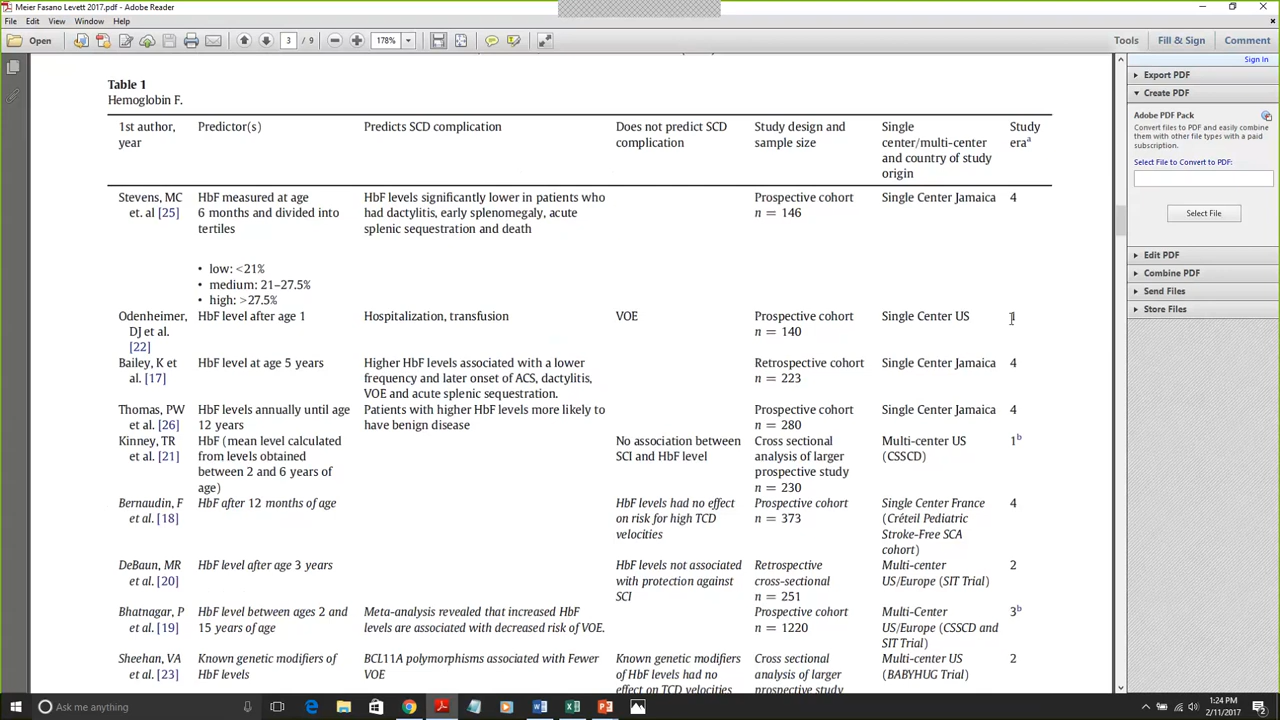 Meier Fasano Levett 2017.pdf - Adobe Reader
File Edit View Window Help
Open 3 / 9 178% Tools Fill & Sign Comment
Sign In
Export PDF
Create PDF
Adobe PDF Pack
Convert files to PDF and easily combine
them with other file types with a paid
subscription.
Select File to Convert to PDF:
Select File
Edit PDF
Combine PDF
Send Files
Store Files
Table 1
Hemoglobin F.
1st author, Predictor(s) Predicts SCD complication Does not predict SCD Study design and Single Study
year complication sample size center/multi-center eraa
and country of study
origin
Stevens, MC HbF measured at age HbF levels significantly lower in patients who Prospective cohort Single Center Jamaica 4
et. al [25] 6 months and divided into had dactylitis, early splenomegaly, acute n = 146
tertiles splenic sequestration and death
• low: <21%
• medium: 21–27.5%
• high: >27.5%
Odenheimer, HbF level after age 1 Hospitalization, transfusion VOE Prospective cohort Single Center US 1
DJ et al. n = 140
[22]
Bailey, K et HbF level at age 5 years Higher HbF levels associated with a lower Retrospective cohort Single Center Jamaica 4
al. [17] frequency and later onset of ACS, dactylitis, n = 223
VOE and acute splenic sequestration.
Thomas, PW HbF levels annually until age Patients with higher HbF levels more likely to Prospective cohort Single Center Jamaica 4
et al. [26] 12 years have benign disease n = 280
Kinney, TR HbF (mean level calculated No association between Cross sectional Multi-center US 1b
et al. [21] from levels obtained SCI and HbF level analysis of larger (CSSCD)
between 2 and 6 years of prospective study
age) n = 230
Bernaudin, F HbF after 12 months of age HbF levels had no effect Prospective cohort Single Center France 4
et al. [18] on risk for high TCD n = 373 (Créteil Pediatric
velocities Stroke-Free SCA
cohort)
DeBaun, MR HbF level after age 3 years HbF levels not associated Retrospective Multi-center 2
et al. [20] with protection against cross-sectional US/Europe (SIT Trial)
SCI n = 251
Bhatnagar, P HbF level between ages 2 and Meta-analysis revealed that increased HbF Prospective cohort Multi-Center 3b
et al. [19] 15 years of age levels are associated with decreased risk of VOE. n = 1220 US/Europe (CSSCD and
SIT Trial)
Sheehan, VA Known genetic modifiers of BCL11A polymorphisms associated with Fewer Known genetic modifiers Cross sectional Multi-center US 2
et al. [23] HbF levels VOE of HbF levels had no analysis of larger (BABYHUG Trial)
effect on TCD velocities prospective study
Ask me anything
1:24 PM
2/11/2017